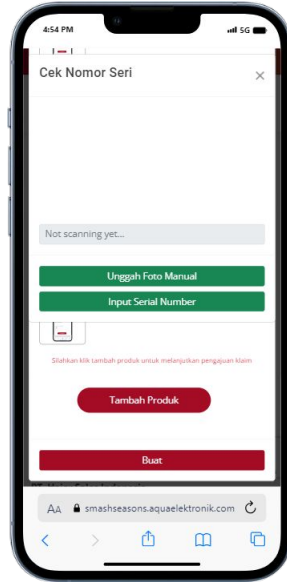 4:54 PM
5G
Cek Nomor Seri
×
Not scanning yet...
Unggah Foto Manual
Input Serial Number
Silahkan klik tambah produk untuk melanjutkan pengajuan klaim
Tambah Produk
Buat
AA smashseasons.aquaelektronik.com